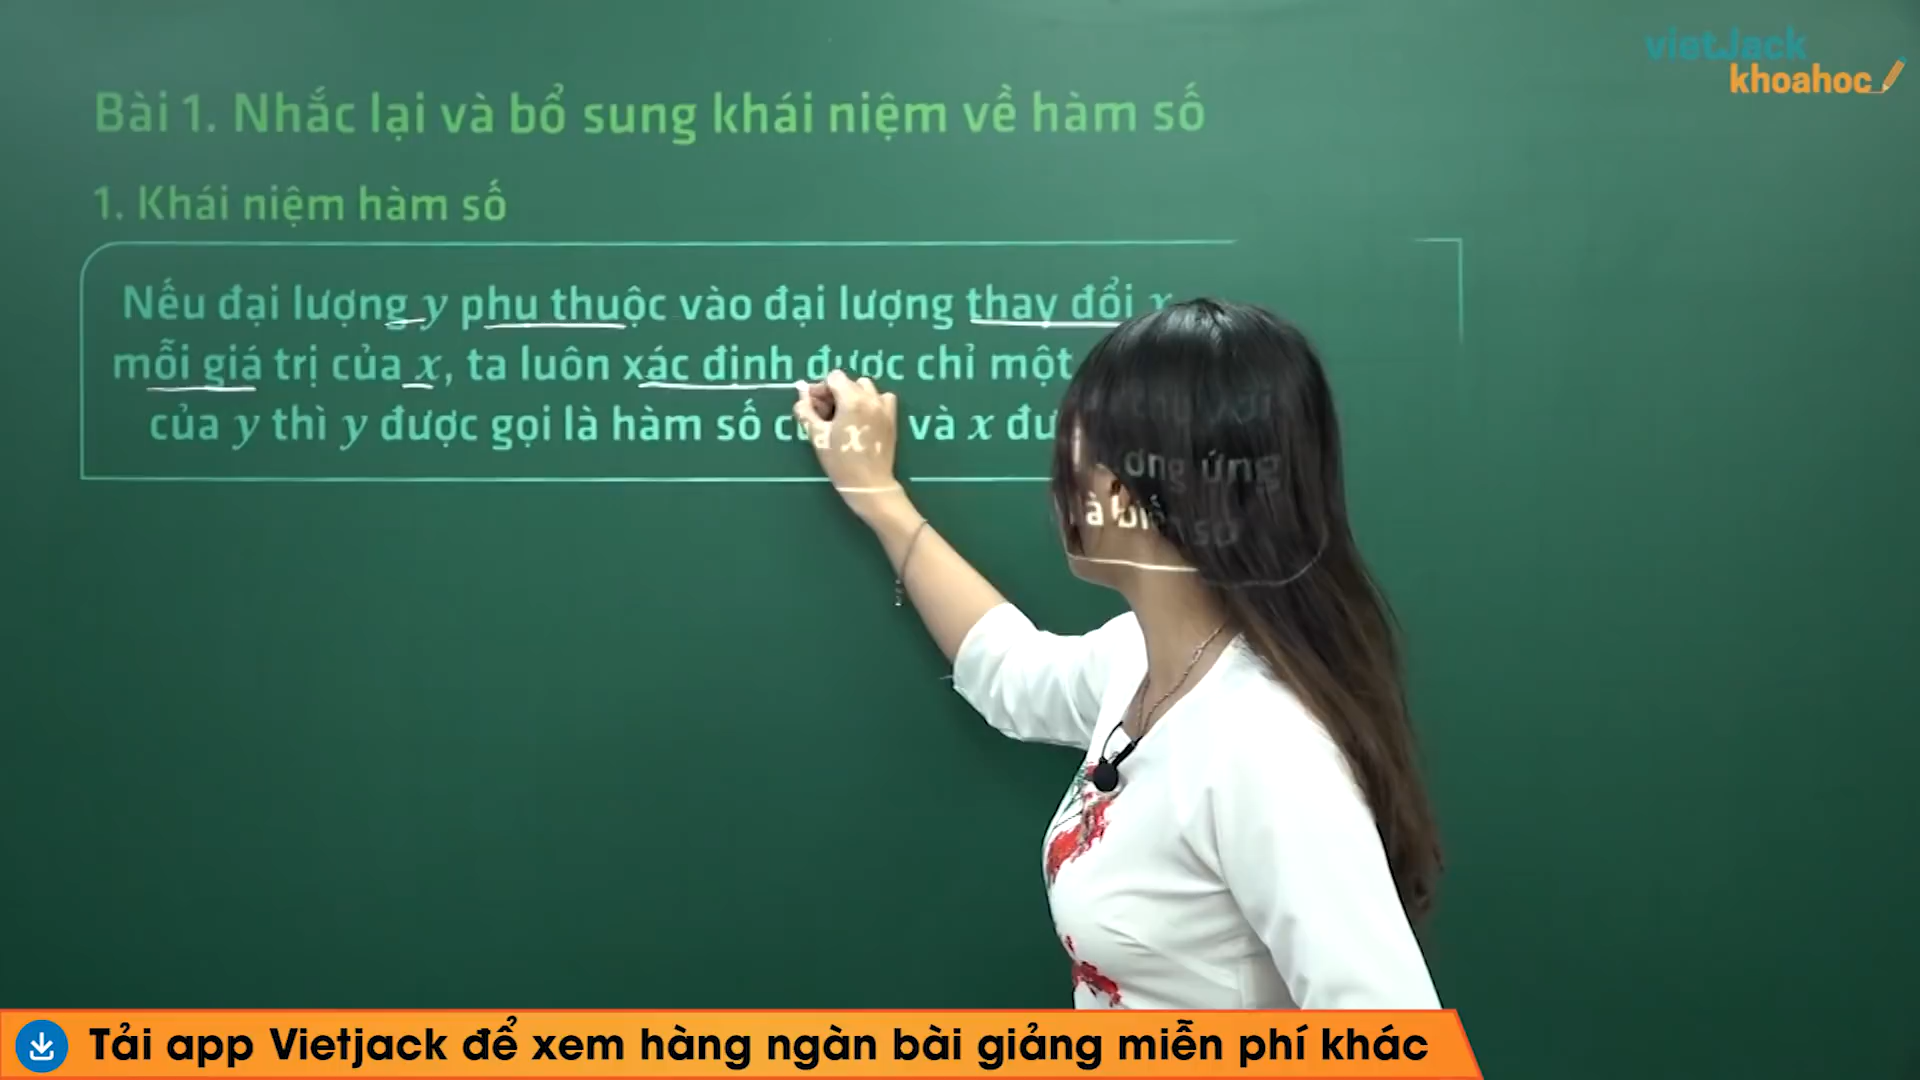 vietJack
khoahoc
Bài 1. Nhắc lại và bổ sung khái niệm về hàm số
1. Khái niệm hàm số
Nếu đại lượng y phụ thuộc vào đại lượng thay đổi x
mỗi giá trị của x, ta luôn xác định được chỉ một ứng
của y thì y được gọi là hàm số của x, và x
Tải app Vietjack để xem hàng ngàn bài giảng miễn phí khác